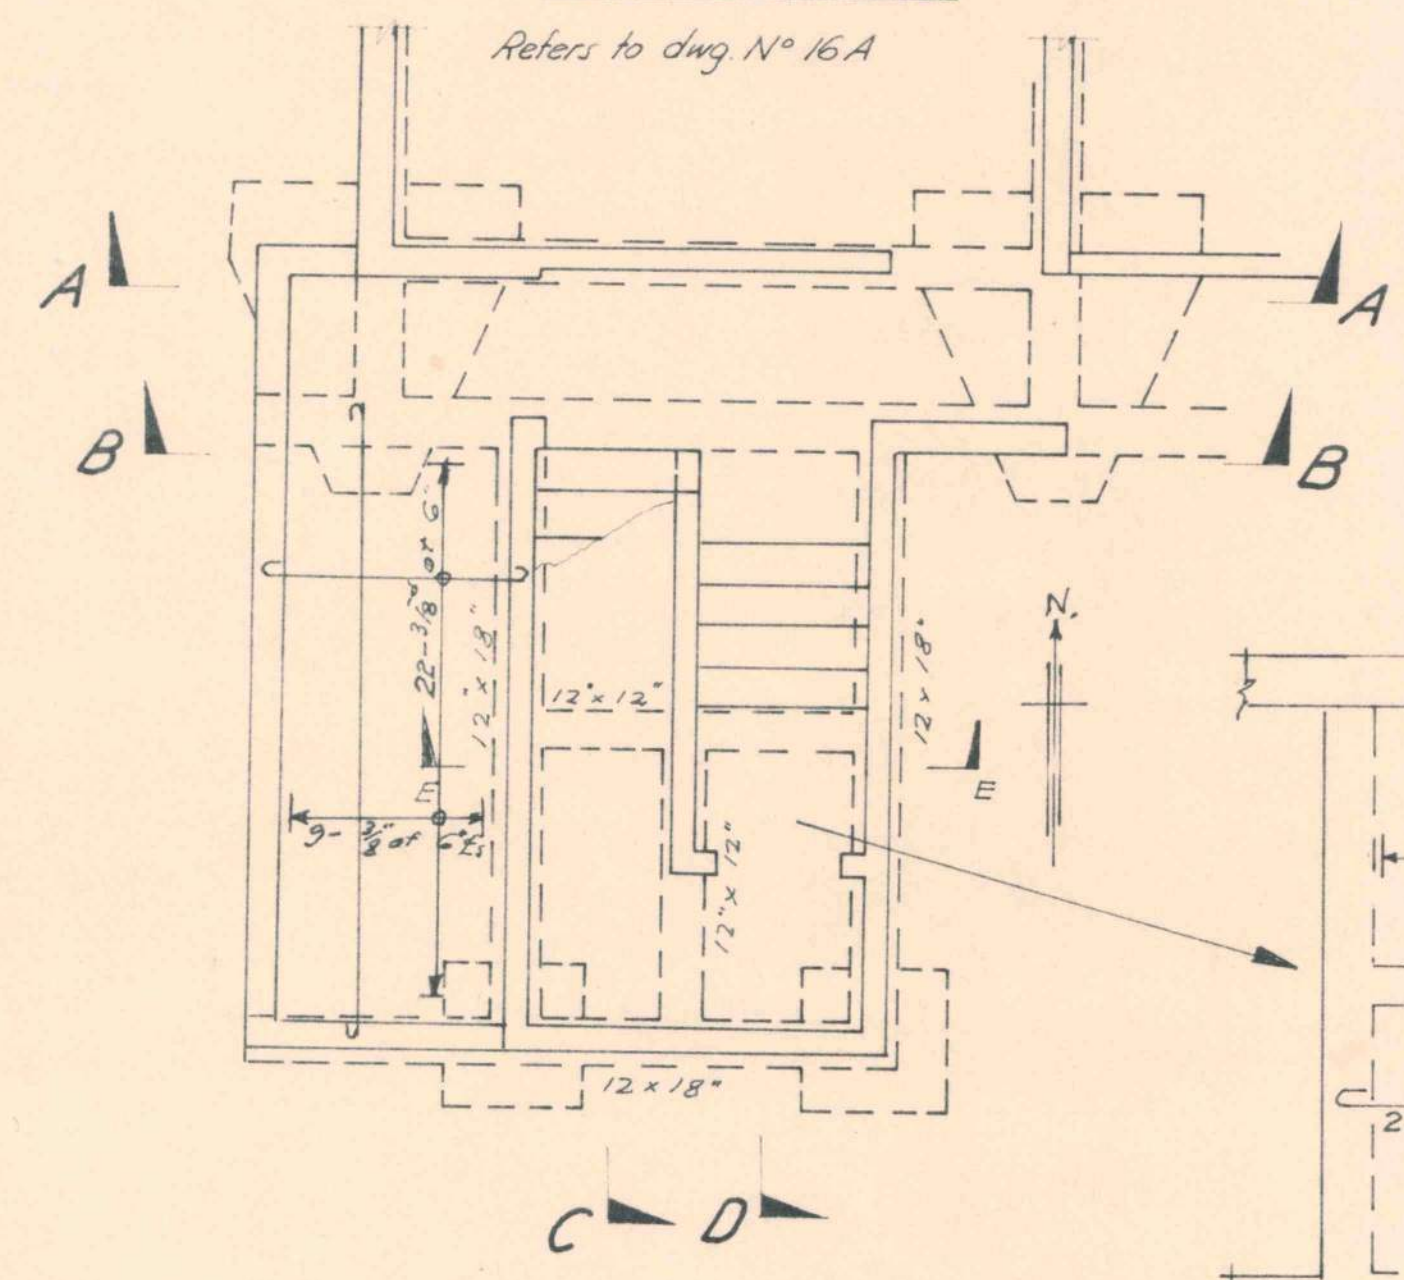 Refers to dwg. Nº 16A
A
A
B
B
22-3/8"ø at 6"
12" x 18"
N.
12"x 12"
12 x 18"
E
E
9- 3/8" at 6"
12" x 12"
12 x 18"
2
C
D